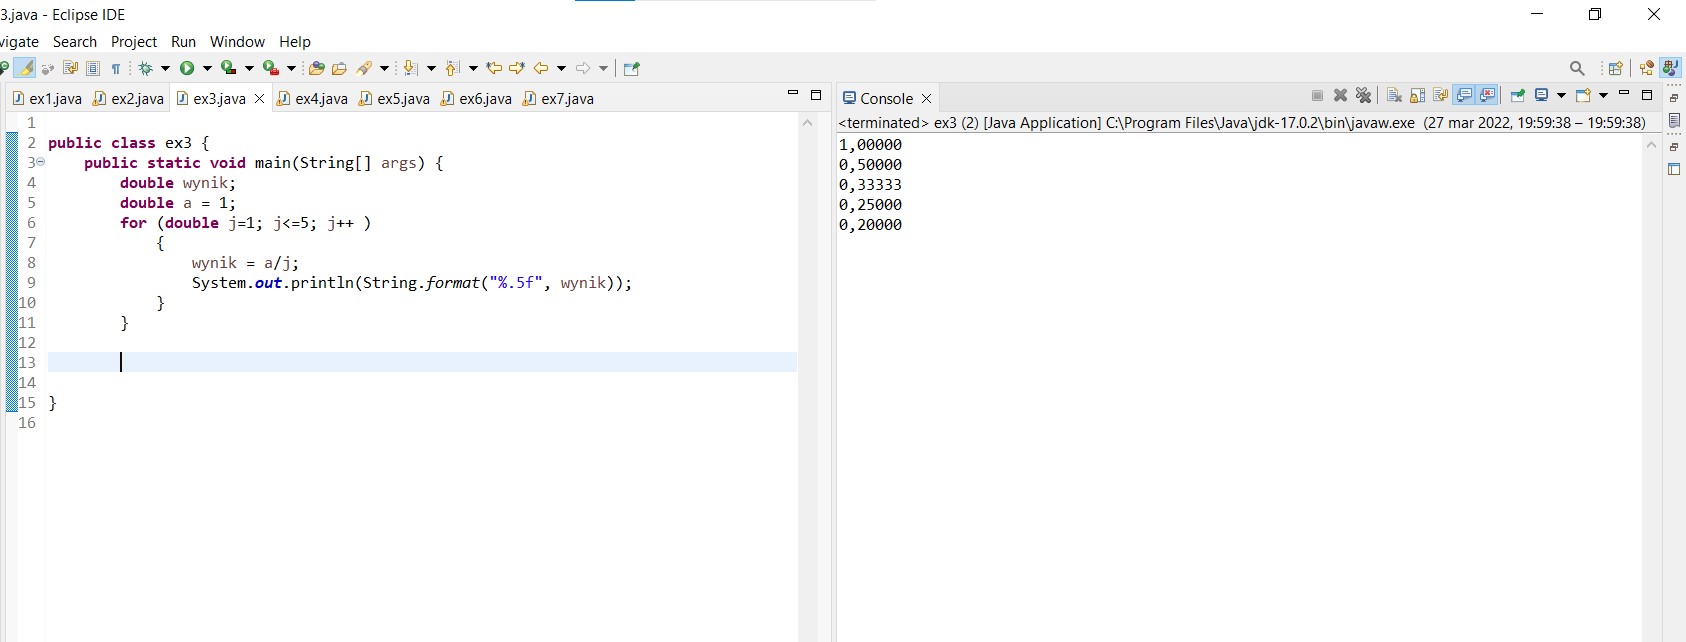 3.java - Eclipse IDE
vigate Search Project Run Window Help
ex1.java ex2.java ex3.java ex4.java ex5.java ex6.java ex7.java
1
2 public class ex3 {
3 public static void main(String[] args) {
4 double wynik;
5 double a = 1;
6 for (double j=1; j<=5; j++ )
7 {
8 wynik = a/j;
9 System.out.println(String.format("%.5f", wynik));
10 }
11 }
12
13
14
15 }
16
Console
<terminated> ex3 (2) [Java Application] C:\Program Files\Java\jdk-17.0.2\bin\javaw.exe (27 mar 2022, 19:59:38 – 19:59:38)
1,00000
0,50000
0,33333
0,25000
0,20000